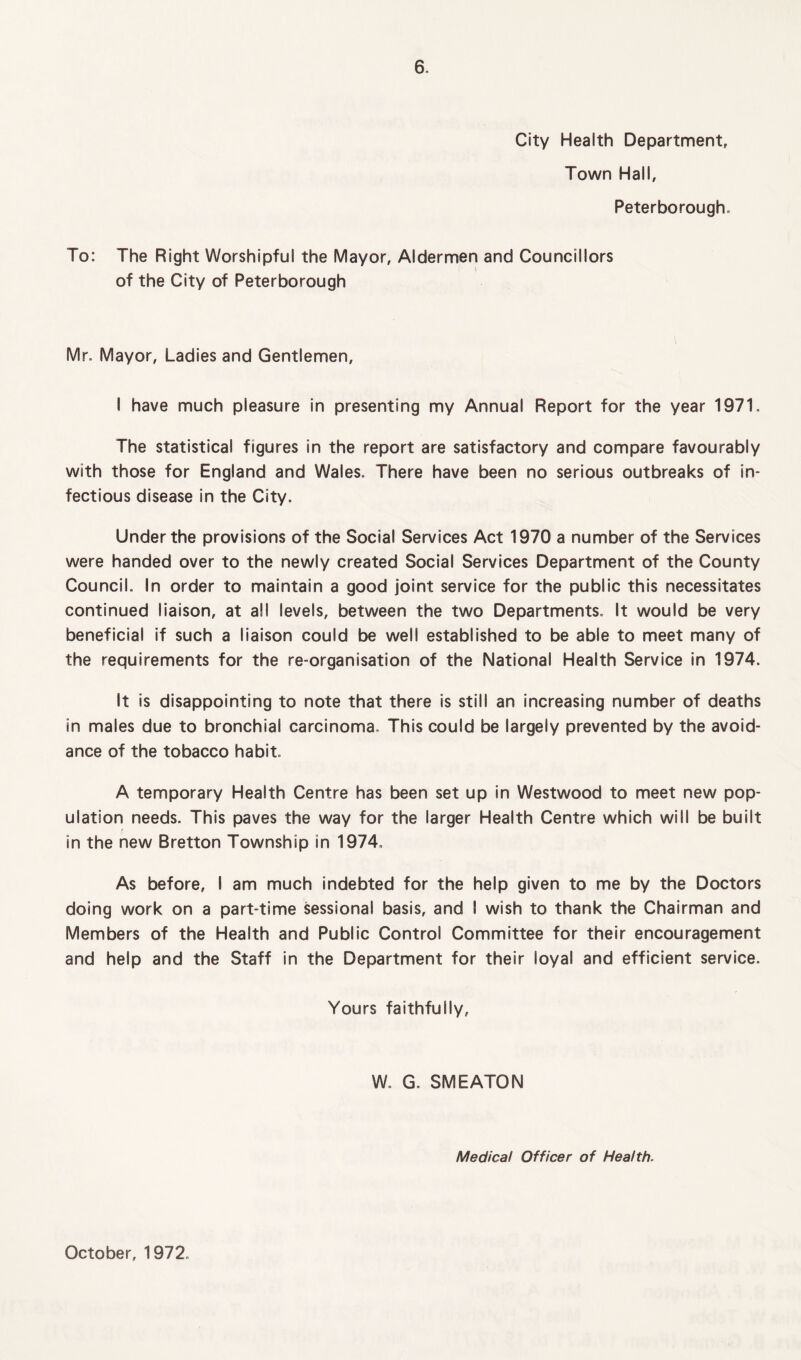 6.
City Health Department,
Town Hall,
Peterborough.
To: The Right Worshipful the Mayor, Aldermen and Councillors
of the City of Peterborough
Mr. Mayor, Ladies and Gentlemen,
I have much pleasure in presenting my Annual Report for the year 1971.
The statistical figures in the report are satisfactory and compare favourably
with those for England and Wales. There have been no serious outbreaks of in-
fectious disease in the City.
Under the provisions of the Social Services Act 1970 a number of the Services
were handed over to the newly created Social Services Department of the County
Council. In order to maintain a good joint service for the public this necessitates
continued liaison, at all levels, between the two Departments. It would be very
beneficial if such a liaison could be well established to be able to meet many of
the requirements for the re-organisation of the National Health Service in 1974.
It is disappointing to note that there is still an increasing number of deaths
in males due to bronchial carcinoma. This could be largely prevented by the avoid-
ance of the tobacco habit.
A temporary Health Centre has been set up in Westwood to meet new pop-
ulation needs. This paves the way for the larger Health Centre which will be built
in the new Bretton Township in 1974.
As before, I am much indebted for the help given to me by the Doctors
doing work on a part-time sessional basis, and I wish to thank the Chairman and
Members of the Health and Public Control Committee for their encouragement
and help and the Staff in the Department for their loyal and efficient service.
Yours faithfully,
W. G. SMEATON
Medical Officer of Health.
October, 1972.